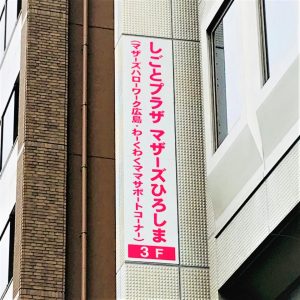 しごとプラザ マザーズひろしま
(マザーズハローワーク広島・わーくわくママサポートコーナー)
3F